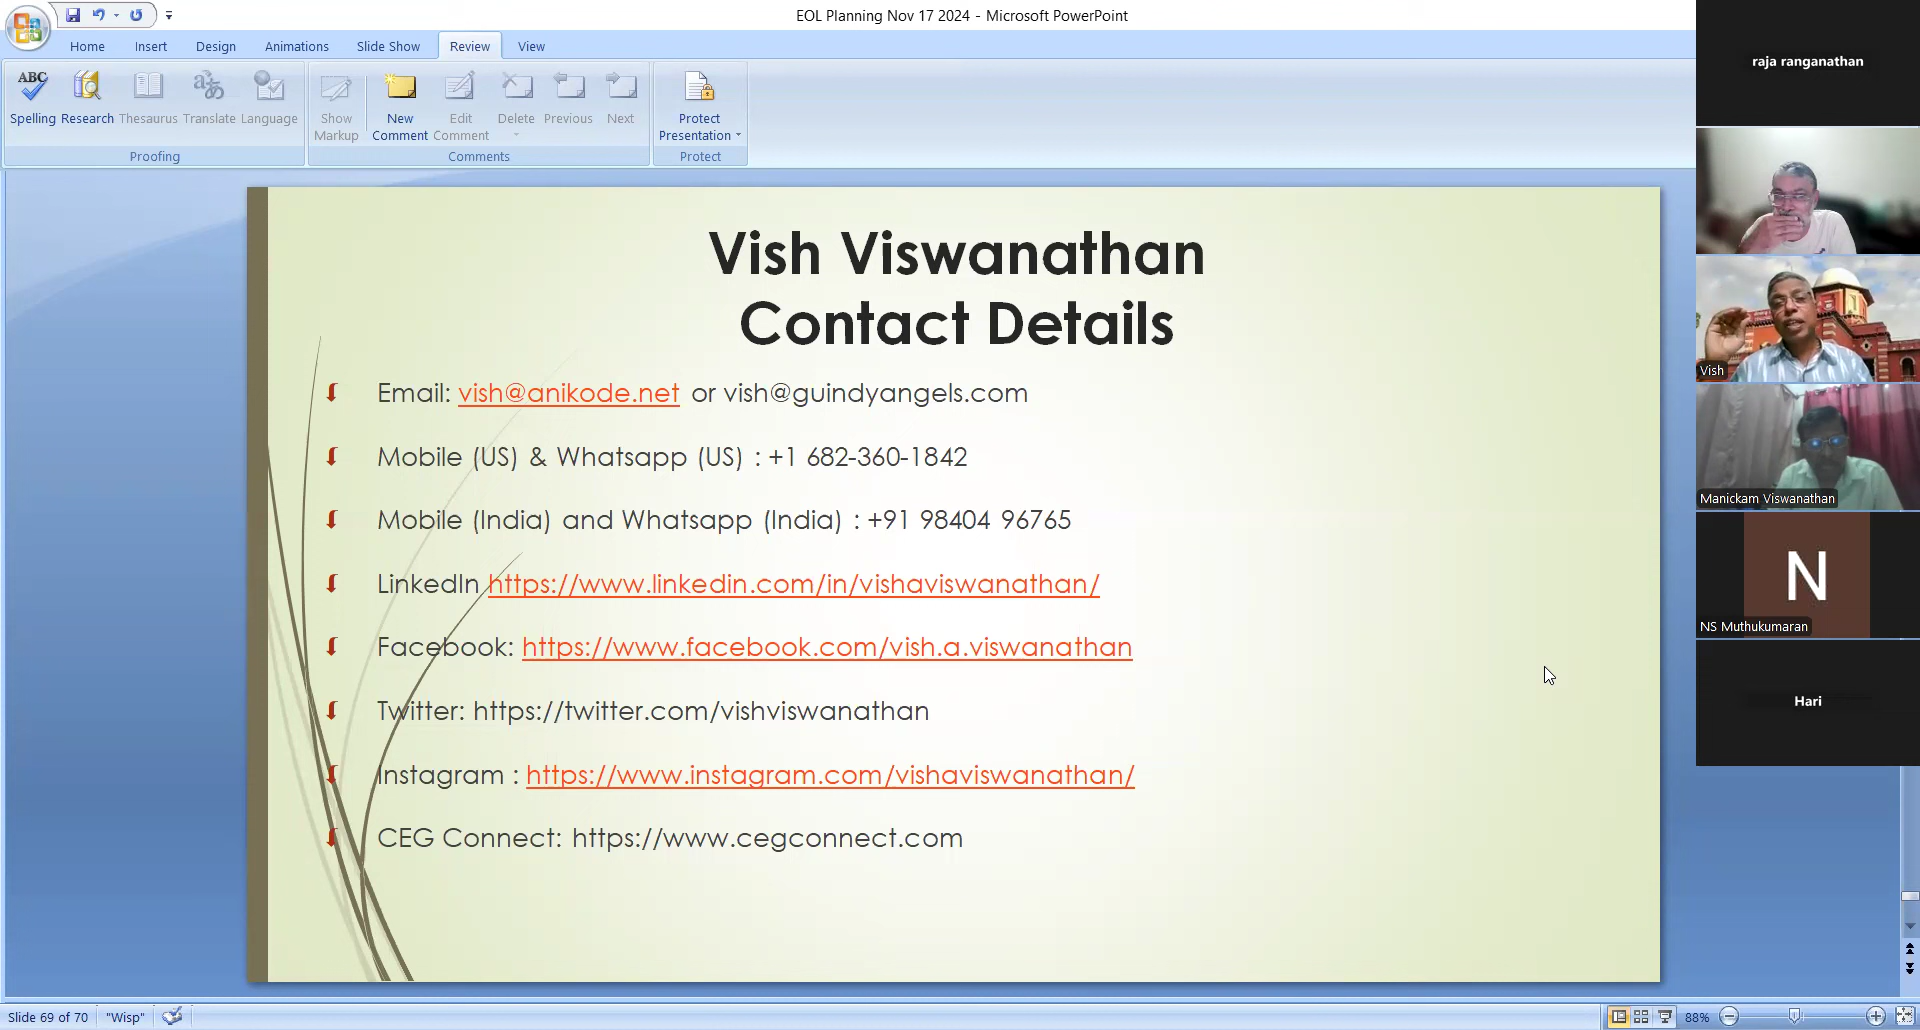 EOL Planning Nov 17 2024 - Microsoft PowerPoint
Home Insert Design Animations Slide Show Review View
ABC
Spelling Research Thesaurus Translate Language
Proofing
Show Markup
New Comment
Edit Comment
Delete Previous Next
Comments
Protect Presentation
Protect
Vish Viswanathan
Contact Details
Email: vish@anikode.net or vish@guindyangels.com
Mobile (US) & Whatsapp (US) : +1 682-360-1842
Mobile (India) and Whatsapp (India) : +91 98404 96765
LinkedIn https://www.linkedin.com/in/vishaviswanathan/
Facebook: https://www.facebook.com/vish.a.viswanathan
Twitter: https://twitter.com/vishviswanathan
Instagram : https://www.instagram.com/vishaviswanathan/
CEG Connect: https://www.cegconnect.com
raja ranganathan
Vish
Manickam Viswanathan
N
NS Muthukumaran
Hari
Slide 69 of 70 "Wisp" 88%